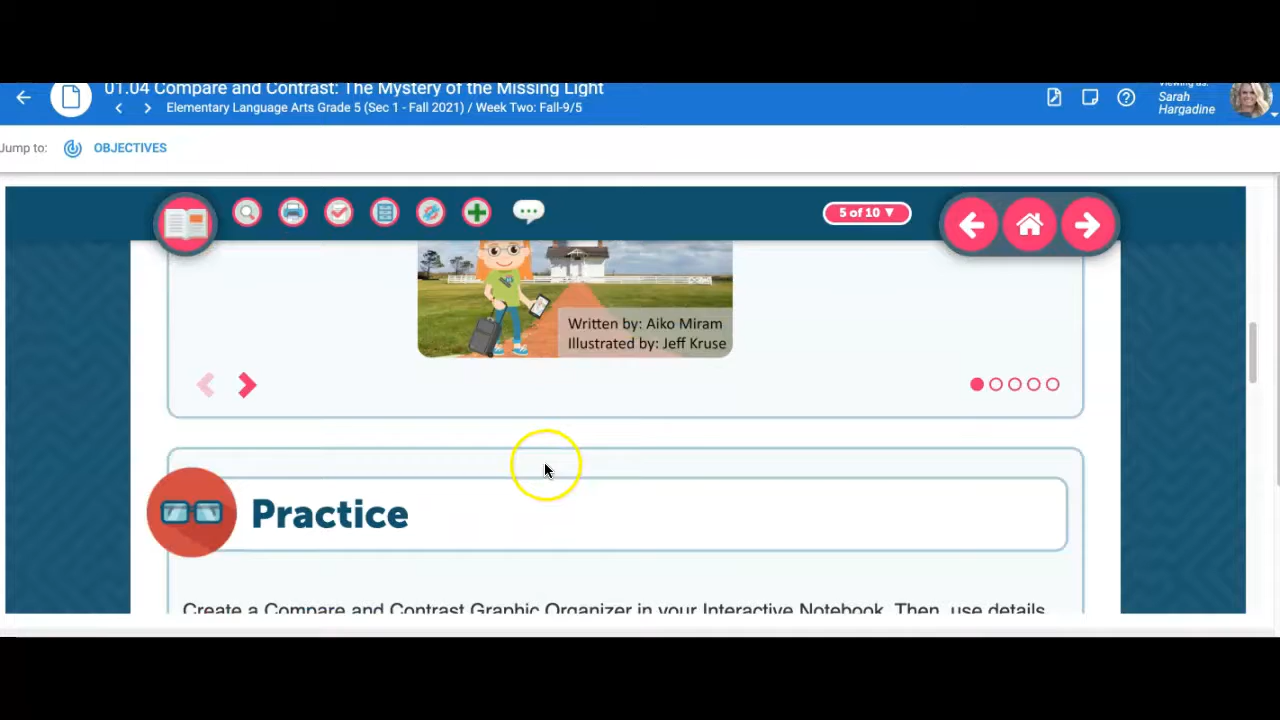 01.04 Compare and Contrast: The Mystery of the Missing Light
Elementary Language Arts Grade 5 (Sec 1 - Fall 2021) / Week Two: Fall-9/5
Viewing as:
Sarah
Hargadine
Jump to:
OBJECTIVES
5 of 10 ▼
Written by: Aiko Miram
Illustrated by: Jeff Kruse
Practice
Create a Compare and Contrast Graphic Organizer in your Interactive Notebook. Then, use details